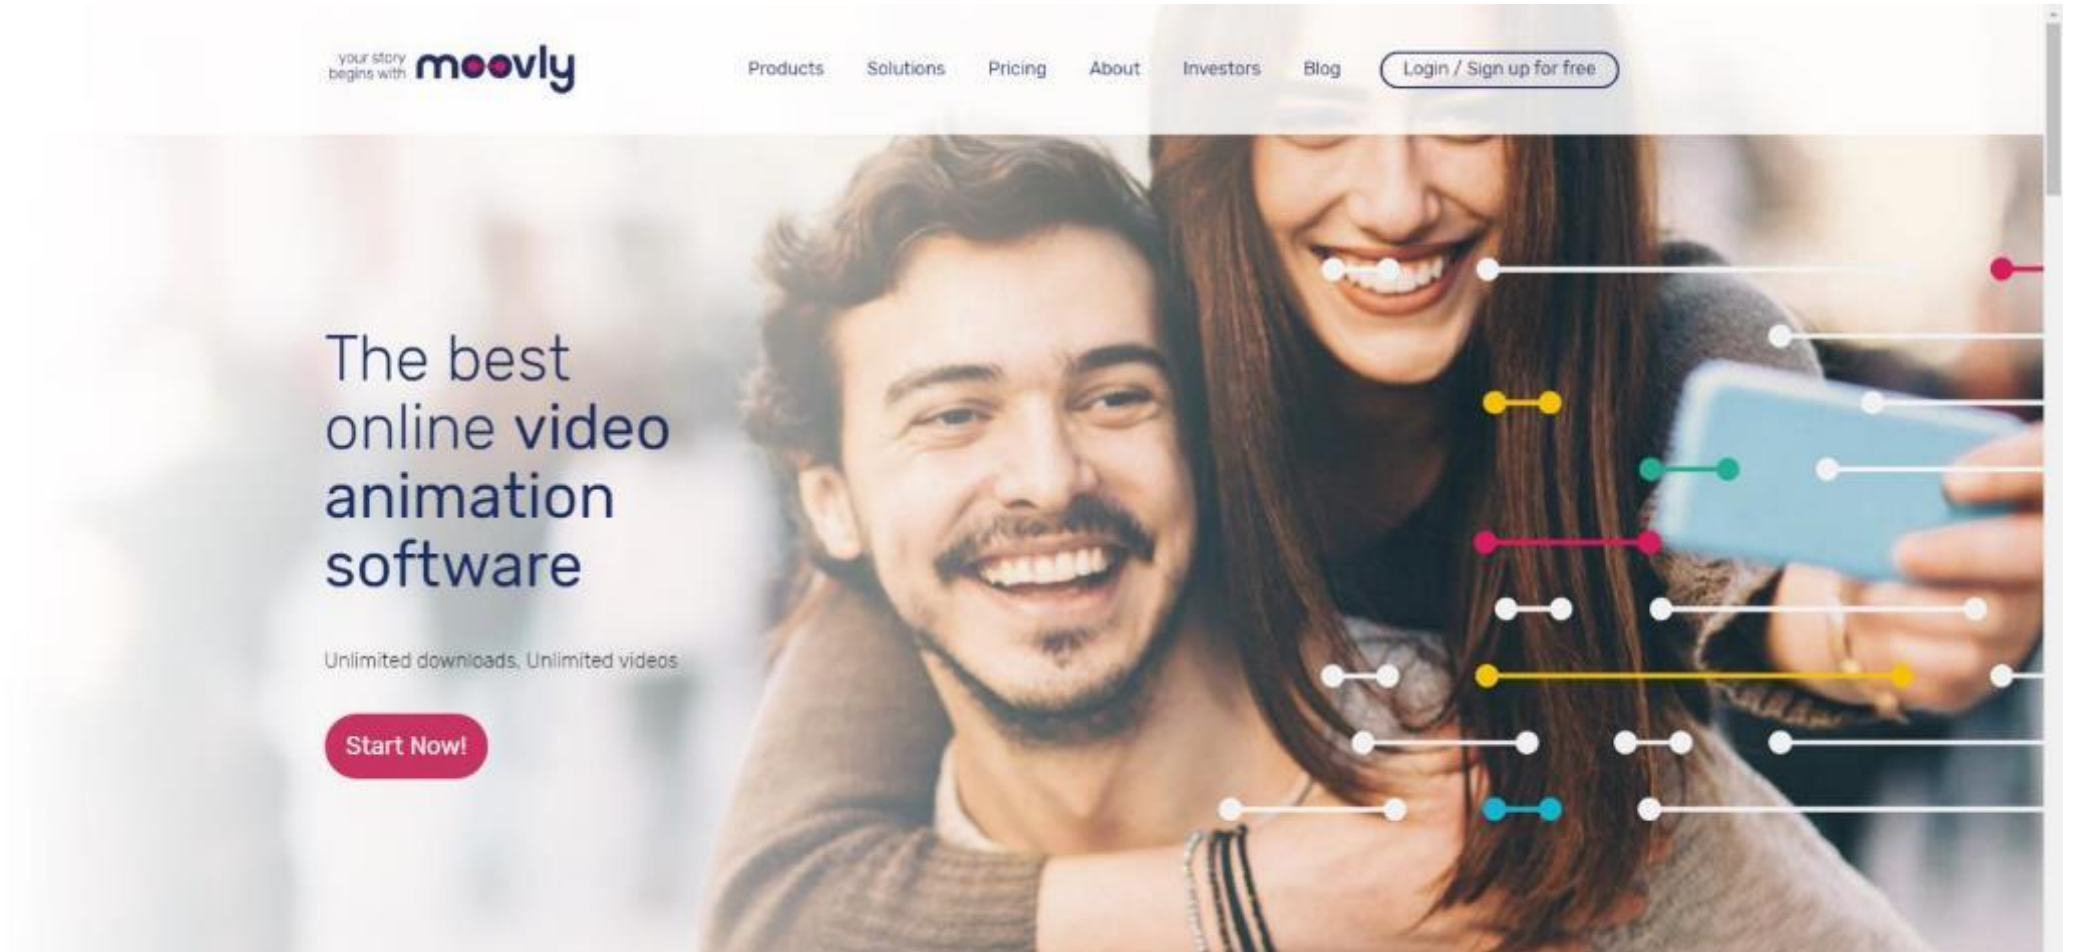 your story
begins with moovly
Products Solutions Pricing About Investors Blog Login / Sign up for free
The best
online video
animation
software
Unlimited downloads, Unlimited videos
Start Now!